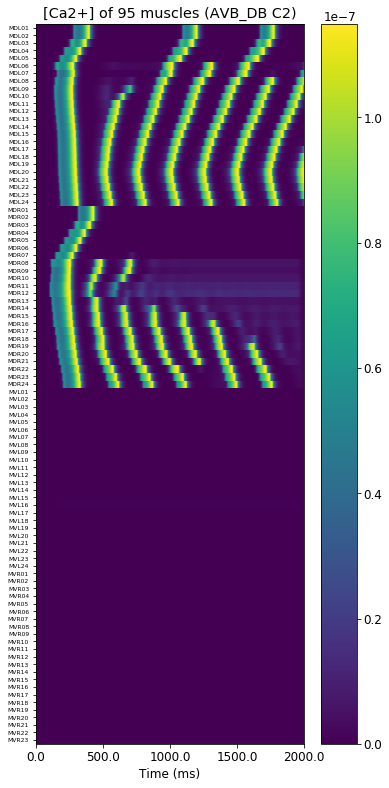 [Ca2+] of 95 muscles (AVB_DB C2)
1e−7
MDL01
MDL02
MDL03
MDL04
MDL05
MDL06
MDL07
MDL08
MDL09
MDL10
MDL11
MDL12
MDL13
MDL14
MDL15
MDL16
MDL17
MDL18
MDL19
MDL20
MDL21
MDL22
MDL23
MDL24
MDR01
MDR02
MDR03
MDR04
MDR05
MDR06
MDR07
MDR08
MDR09
MDR10
MDR11
MDR12
MDR13
MDR14
MDR15
MDR16
MDR17
MDR18
MDR19
MDR20
MDR21
MDR22
MDR23
MDR24
MVL01
MVL02
MVL03
MVL04
MVL05
MVL06
MVL07
MVL08
MVL09
MVL10
MVL11
MVL12
MVL13
MVL14
MVL15
MVL16
MVL17
MVL18
MVL19
MVL20
MVL21
MVL22
MVL23
MVL24
MVR01
MVR02
MVR03
MVR04
MVR05
MVR06
MVR07
MVR08
MVR09
MVR10
MVR11
MVR12
MVR13
MVR14
MVR15
MVR16
MVR17
MVR18
MVR19
MVR20
MVR21
MVR22
MVR23
1.0
0.8
0.6
0.4
0.2
0.0
0.0 500.0 1000.0 1500.0 2000.0
Time (ms)